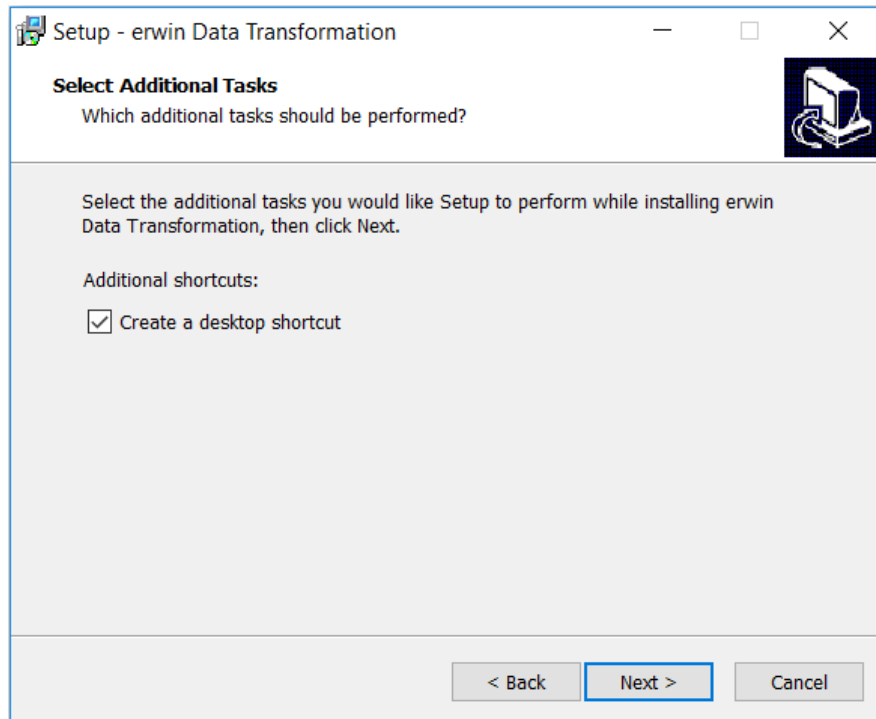 Setup - erwin Data Transformation
Select Additional Tasks
Which additional tasks should be performed?
Select the additional tasks you would like Setup to perform while installing erwin
Data Transformation, then click Next.
Additional shortcuts:
Create a desktop shortcut
< Back
Next >
Cancel